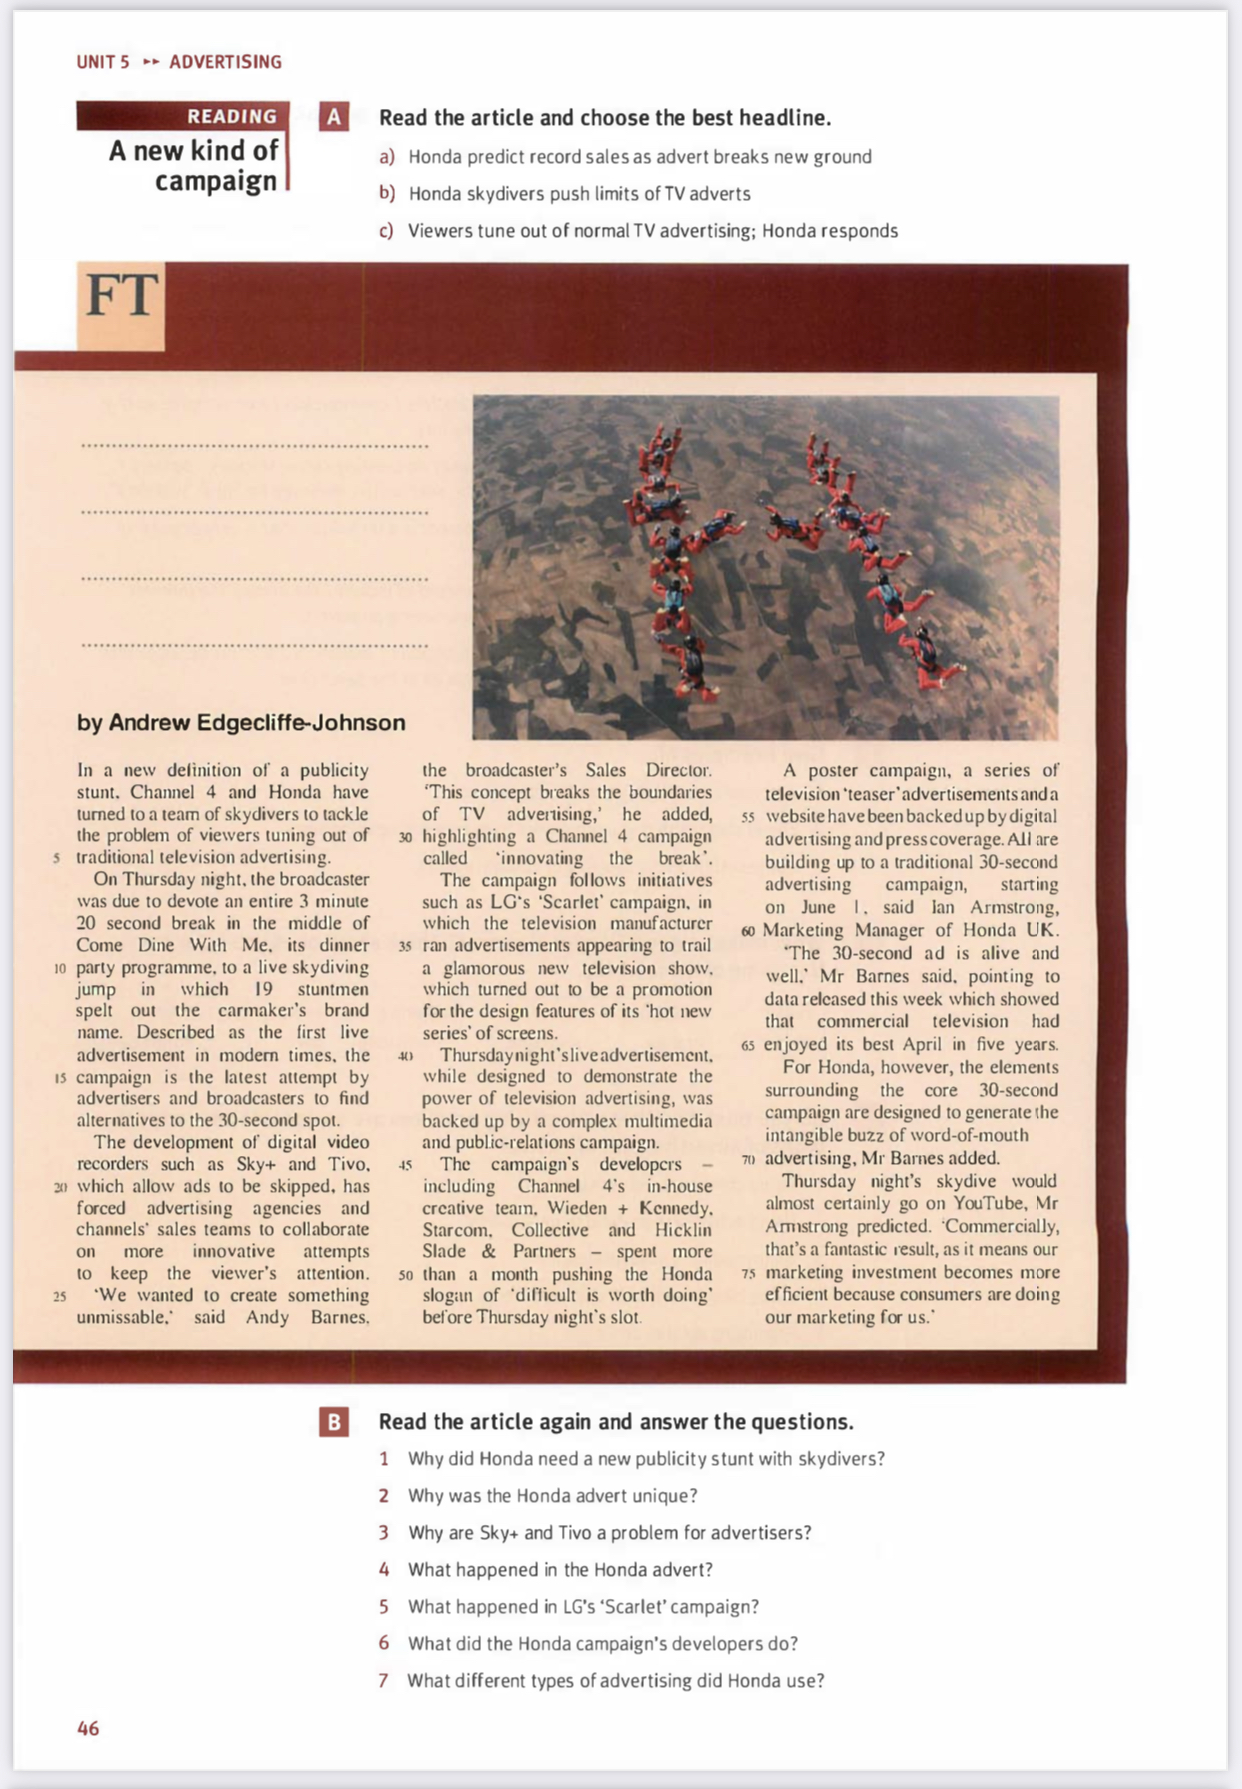 UNIT 5 ►► ADVERTISING
READING
A new kind of
campaign
A Read the article and choose the best headline.
a) Honda predict record sales as advert breaks new ground
b) Honda skydivers push limits of TV adverts
c) Viewers tune out of normal TV advertising; Honda responds
FT
by Andrew Edgecliffe-Johnson
In a new definition of a publicity
stunt, Channel 4 and Honda have
turned to a team of skydivers to tackle
the problem of viewers tuning out of
5 traditional television advertising.
On Thursday night, the broadcaster
was due to devote an entire 3 minute
20 second break in the middle of
Come Dine With Me, its dinner
10 party programme, to a live skydiving
jump in which 19 stuntmen
spelt out the carmaker's brand
name. Described as the first live
advertisement in modern times, the
15 campaign is the latest attempt by
advertisers and broadcasters to find
alternatives to the 30-second spot.
The development of digital video
recorders such as Sky+ and Tivo,
20 which allow ads to be skipped, has
forced advertising agencies and
channels' sales teams to collaborate
on more innovative attempts
to keep the viewer's attention.
25 'We wanted to create something
unmissable,' said Andy Barnes,
the broadcaster's Sales Director.
'This concept breaks the boundaries
of TV advertising,' he added,
30 highlighting a Channel 4 campaign
called 'innovating the break'.
The campaign follows initiatives
such as LG's 'Scarlet' campaign, in
which the television manufacturer
35 ran advertisements appearing to trail
a glamorous new television show,
which turned out to be a promotion
for the design features of its 'hot new
series' of screens.
40 Thursday night's live advertisement,
while designed to demonstrate the
power of television advertising, was
backed up by a complex multimedia
and public-relations campaign.
45 The campaign's developers –
including Channel 4's in-house
creative team, Wieden + Kennedy,
Starcom, Collective and Hicklin
Slade & Partners – spent more
50 than a month pushing the Honda
slogan of 'difficult is worth doing'
before Thursday night's slot.
A poster campaign, a series of
television 'teaser' advertisements and a
55 website have been backed up by digital
advertising and press coverage. All are
building up to a traditional 30-second
advertising campaign, starting
on June 1, said Ian Armstrong,
60 Marketing Manager of Honda UK.
'The 30-second ad is alive and
well,' Mr Barnes said, pointing to
data released this week which showed
that commercial television had
65 enjoyed its best April in five years.
For Honda, however, the elements
surrounding the core 30-second
campaign are designed to generate the
intangible buzz of word-of-mouth
70 advertising, Mr Barnes added.
Thursday night's skydive would
almost certainly go on YouTube, Mr
Armstrong predicted. 'Commercially,
that's a fantastic result, as it means our
75 marketing investment becomes more
efficient because consumers are doing
our marketing for us.'
B Read the article again and answer the questions.
1 Why did Honda need a new publicity stunt with skydivers?
2 Why was the Honda advert unique?
3 Why are Sky+ and Tivo a problem for advertisers?
4 What happened in the Honda advert?
5 What happened in LG's 'Scarlet' campaign?
6 What did the Honda campaign's developers do?
7 What different types of advertising did Honda use?
46